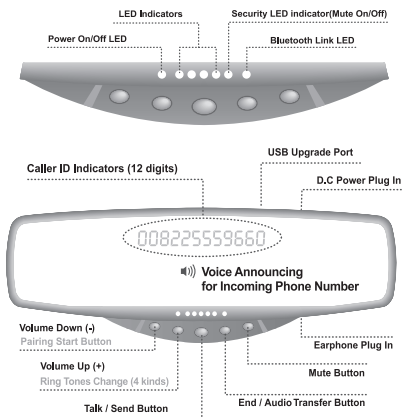 LED Indicators
Security LED indicator(Mute On/Off)
Power On/Off LED
Bluetooth Link LED
USB Upgrade Port
Caller ID Indicators (12 digits)
D.C Power Plug In
008225559660
Voice Announcing
for Incoming Phone Number
Volume Down (-)
Pairing Start Button
Earphone Plug In
Volume Up (+)
Ring Tones Change (4 kinds)
Mute Button
Talk / Send Button
End / Audio Transfer Button